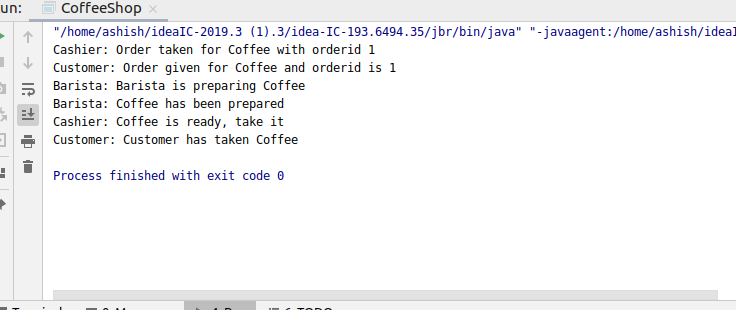 un: CoffeeShop
"/home/ashish/ideaIC-2019.3 (1).3/idea-IC-193.6494.35/jbr/bin/java" "-javaagent:/home/ashish/idea
Cashier: Order taken for Coffee with orderid 1
Customer: Order given for Coffee and orderid is 1
Barista: Barista is preparing Coffee
Barista: Coffee has been prepared
Cashier: Coffee is ready, take it
Customer: Customer has taken Coffee
Process finished with exit code 0